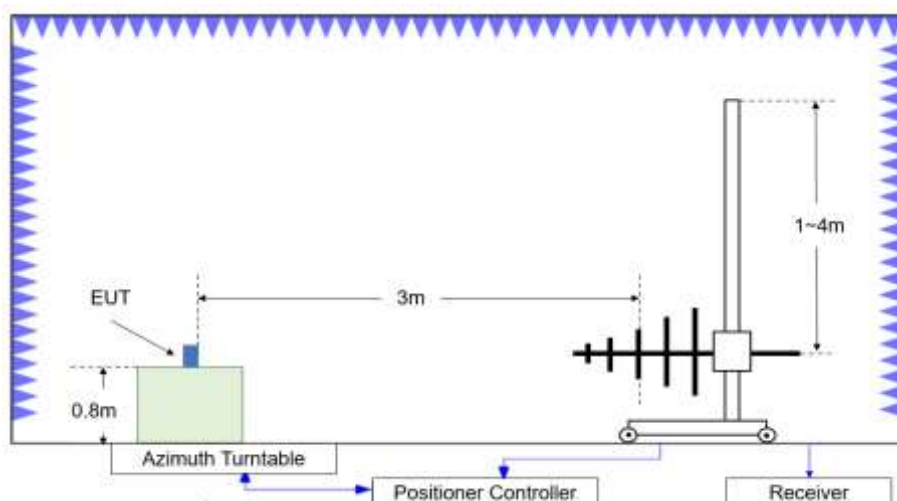 1~4m
EUT
3m
0.8m
Azimuth Turntable
Positioner Controller
Receiver